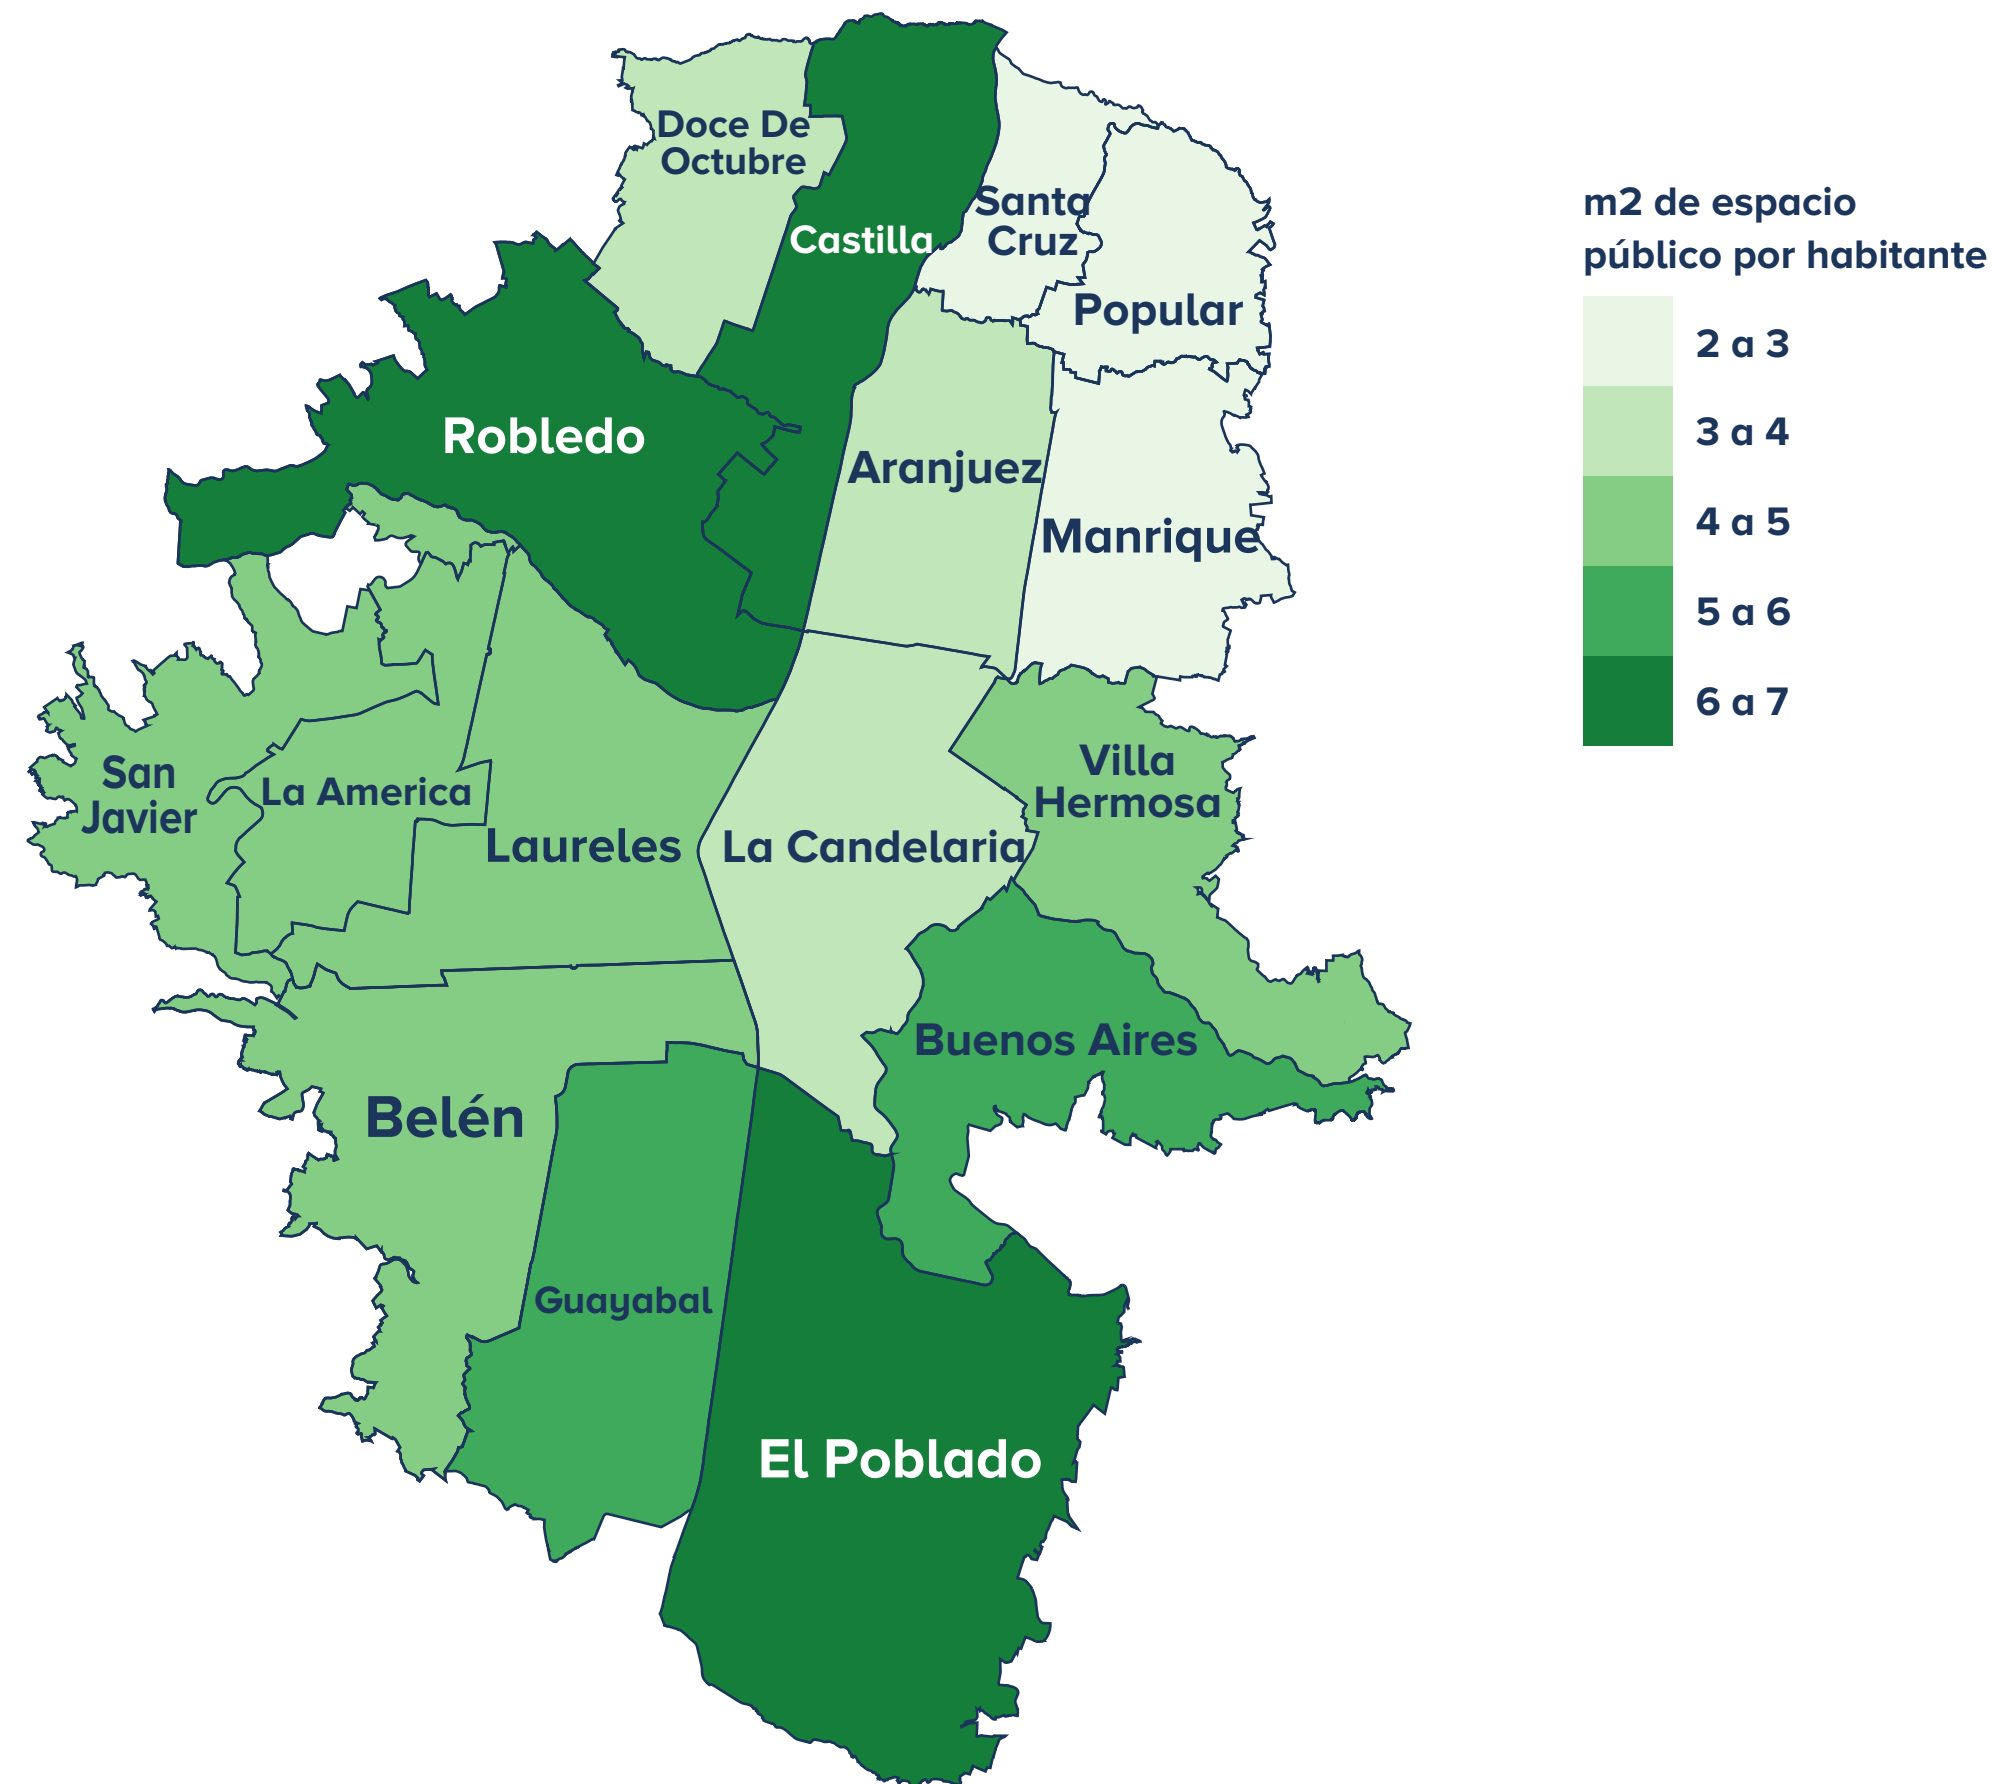 Doce De
Octubre
Castilla
Santa
Cruz
Popular
Robledo
Aranjuez
Manrique
San
Javier
La America
Laureles
La Candelaria
Villa
Hermosa
Buenos Aires
Belén
Guayabal
El Poblado
m2 de espacio
público por habitante
2 a 3
3 a 4
4 a 5
5 a 6
6 a 7